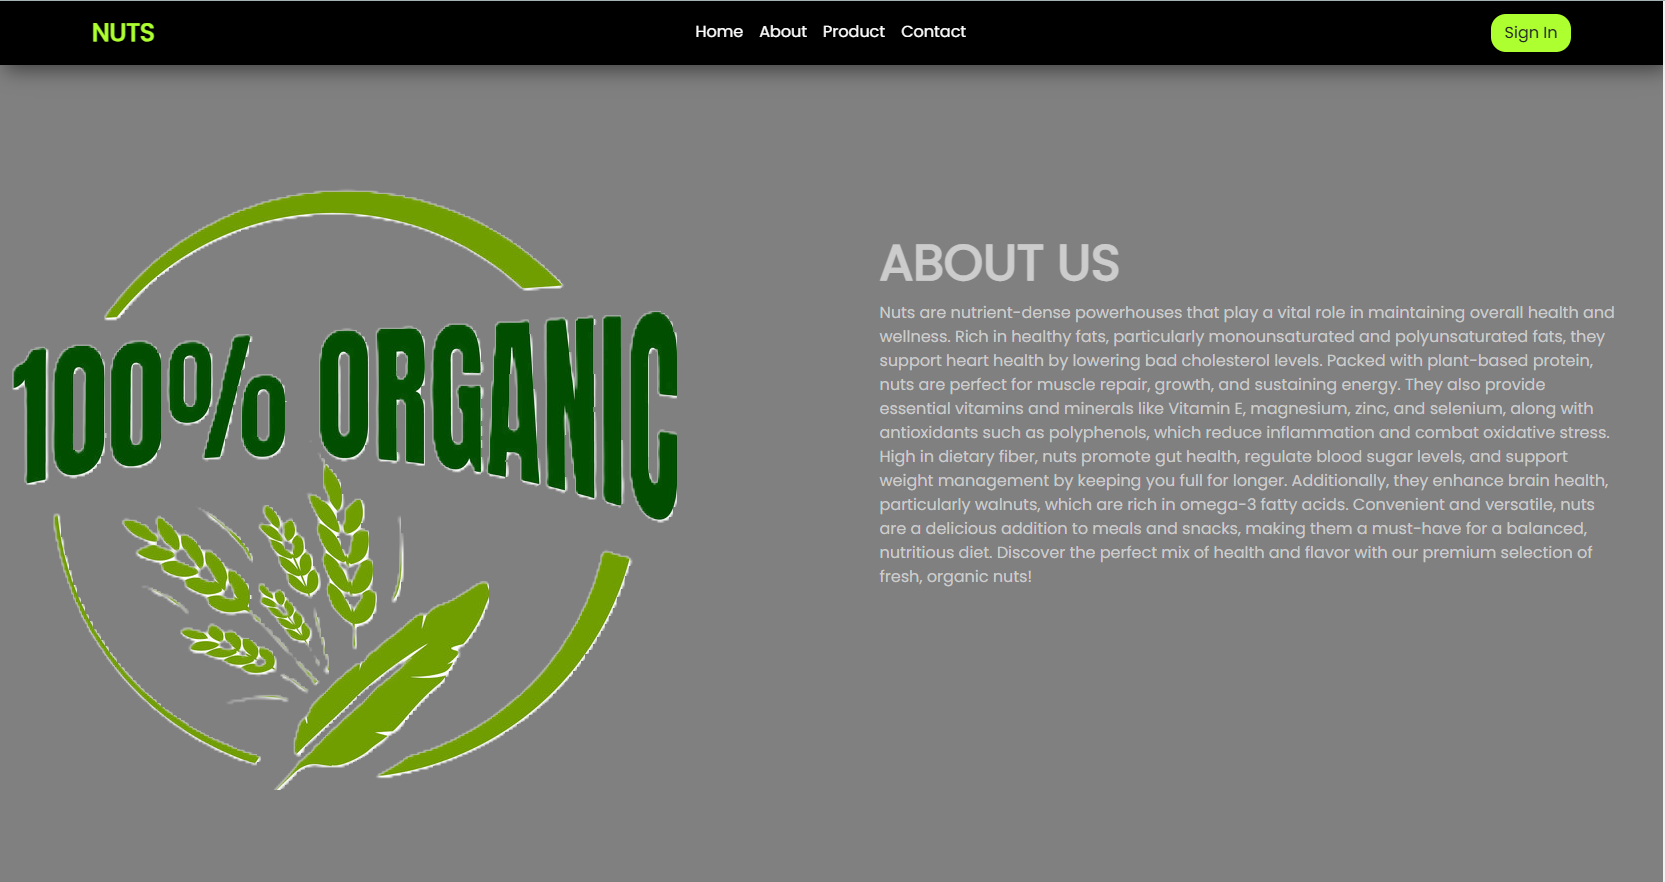 NUTS
Home About Product Contact
Sign In
100% ORGANIC
ABOUT US
Nuts are nutrient-dense powerhouses that play a vital role in maintaining overall health and
wellness. Rich in healthy fats, particularly monounsaturated and polyunsaturated fats, they
support heart health by lowering bad cholesterol levels. Packed with plant-based protein,
nuts are perfect for muscle repair, growth, and sustaining energy. They also provide
essential vitamins and minerals like Vitamin E, magnesium, zinc, and selenium, along with
antioxidants such as polyphenols, which reduce inflammation and combat oxidative stress.
High in dietary fiber, nuts promote gut health, regulate blood sugar levels, and support
weight management by keeping you full for longer. Additionally, they enhance brain health,
particularly walnuts, which are rich in omega-3 fatty acids. Convenient and versatile, nuts
are a delicious addition to meals and snacks, making them a must-have for a balanced,
nutritious diet. Discover the perfect mix of health and flavor with our premium selection of
fresh, organic nuts!